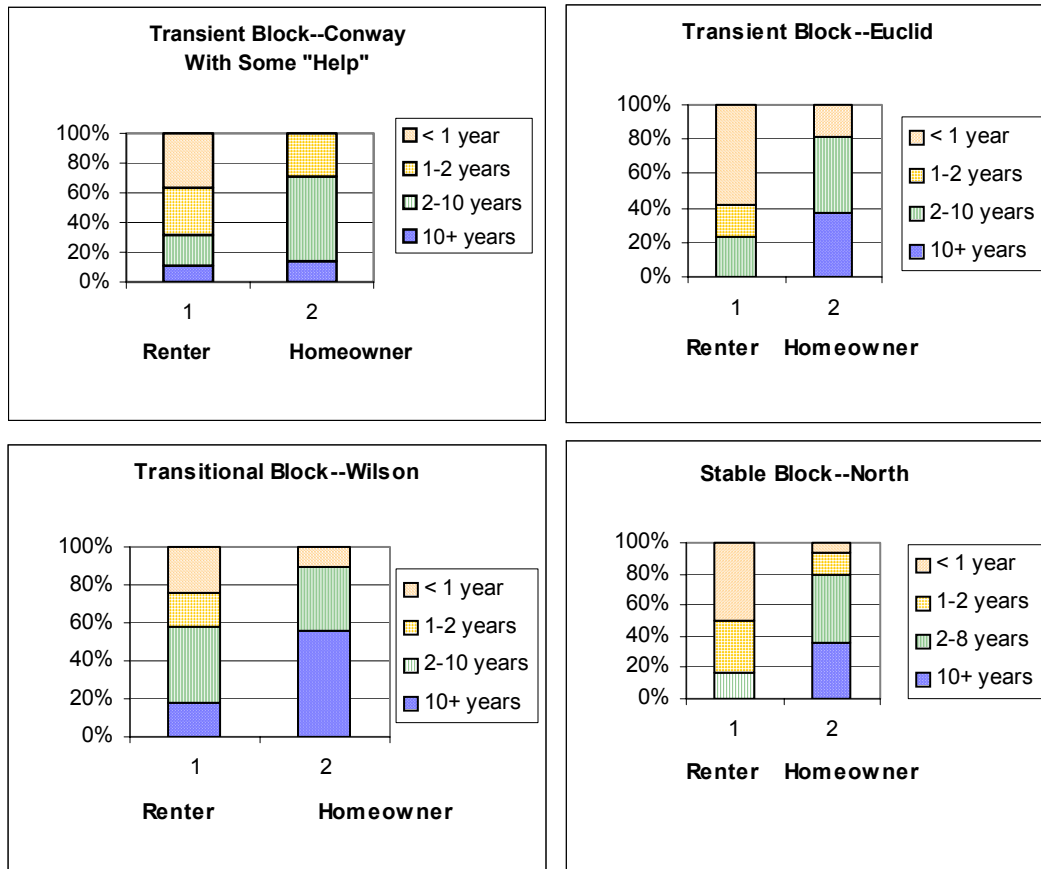 Transient Block--Conway
With Some "Help"
100%
80%
60%
40%
20%
0%
1 2
Renter Homeowner
< 1 year
1-2 years
2-10 years
10+ years
Transient Block--Euclid
100%
80%
60%
40%
20%
0%
1 2
Renter Homeowner
< 1 year
1-2 years
2-10 years
10+ years
Transitional Block--Wilson
100%
80%
60%
40%
20%
0%
1 2
Renter Homeowner
< 1 year
1-2 years
2-10 years
10+ years
Stable Block--North
100%
80%
60%
40%
20%
0%
1 2
Renter Homeowner
< 1 year
1-2 years
2-8 years
10+ years